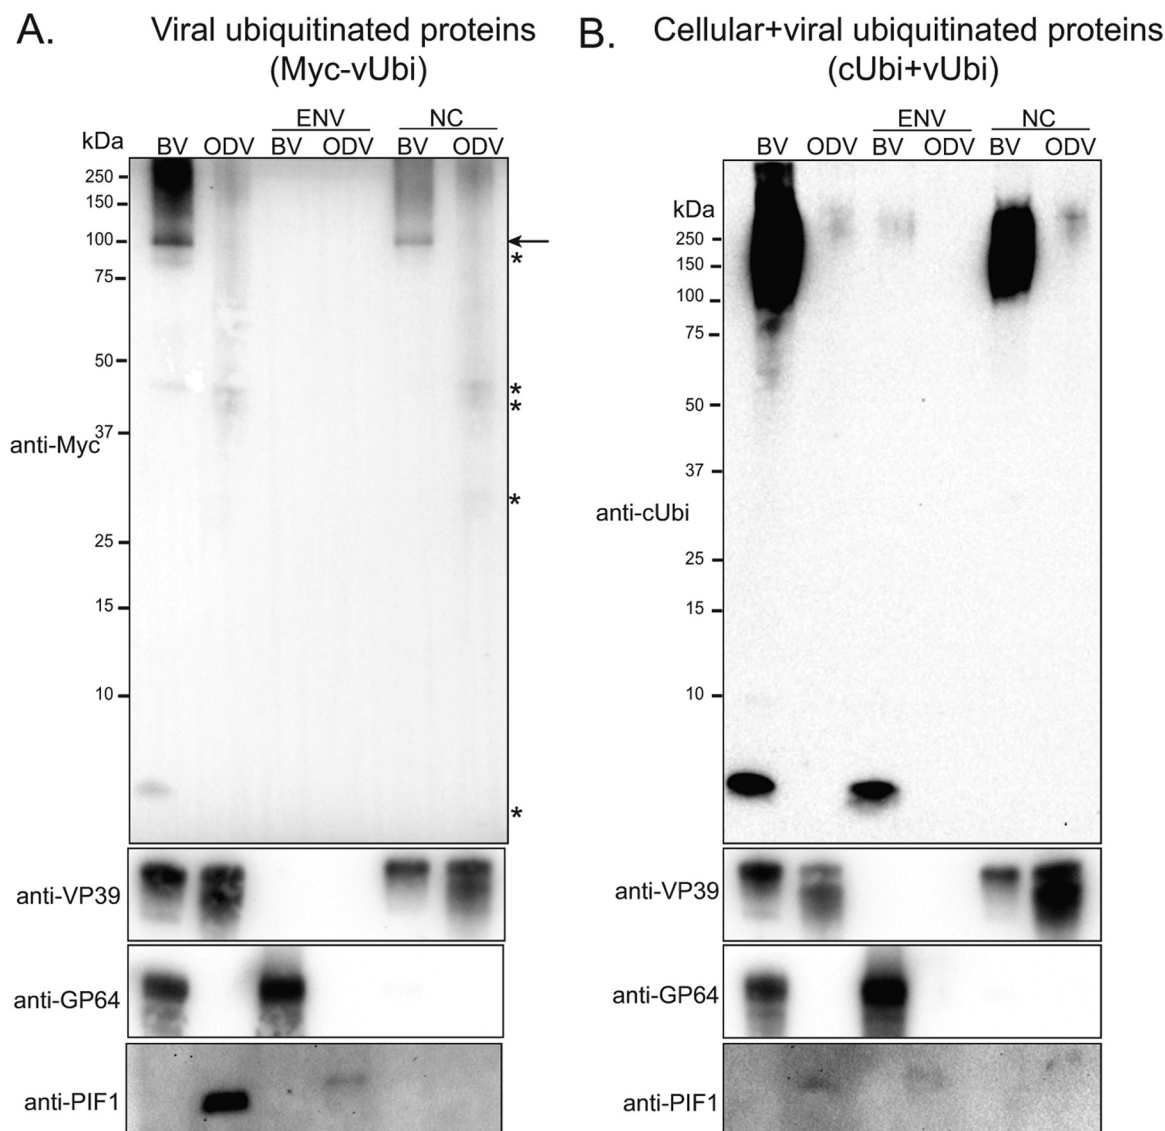 A.
Viral ubiquitinated proteins
(Myc-vUbi)
ENV
NC
kDa
BV ODV BV ODV BV ODV
250
150
100
*
75
50
*
*
37
anti-Myc
*
25
15
10
*
anti-VP39
anti-GP64
anti-PIF1
B.
Cellular+viral ubiquitinated proteins
(cUbi+vUbi)
ENV
NC
BV ODV BV ODV BV ODV
kDa
250
150
100
75
50
37
anti-cUbi
25
15
10
anti-VP39
anti-GP64
anti-PIF1